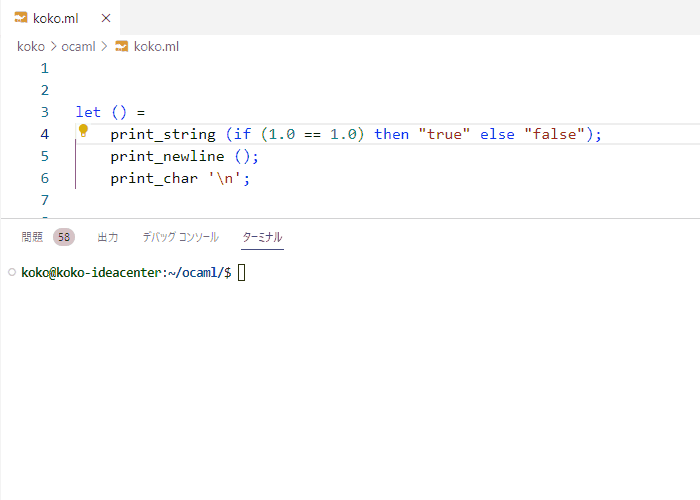 koko.ml
koko > ocaml > koko.ml
1
2
3 let () =
4 print_string (if (1.0 == 1.0) then "true" else "false");
5 print_newline ();
6 print_char '\n';
7
問題 58 出力 デバッグ コンソール ターミナル
koko@koko-ideacenter:~/ocaml/$